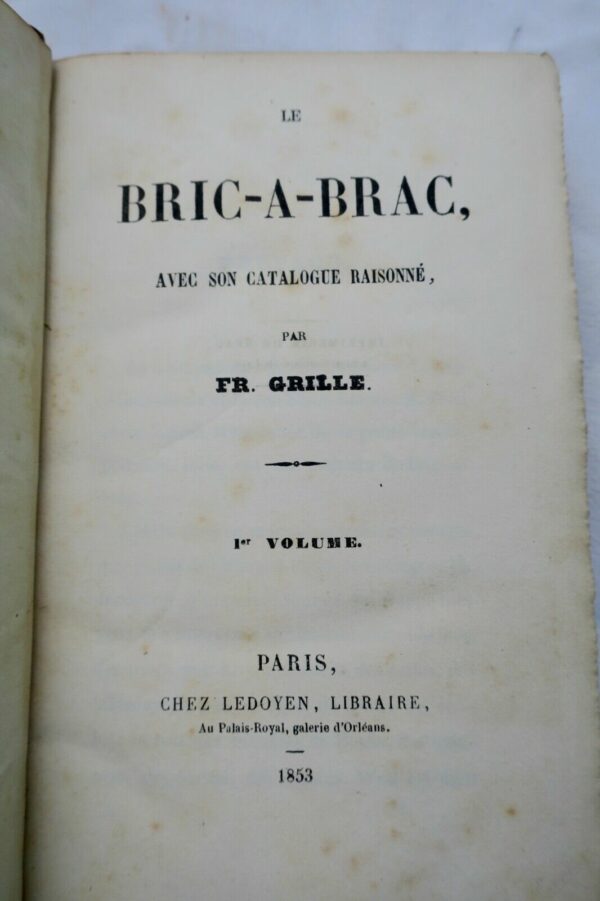 LE
BRIC-A-BRAC,
AVEC SON CATALOGUE RAISONNÉ,
PAR
FR. GRILLE.
1er VOLUME.
PARIS,
CHEZ LEDOYEN, LIBRAIRE,
Au Palais-Royal, galerie d'Orléans.
1853